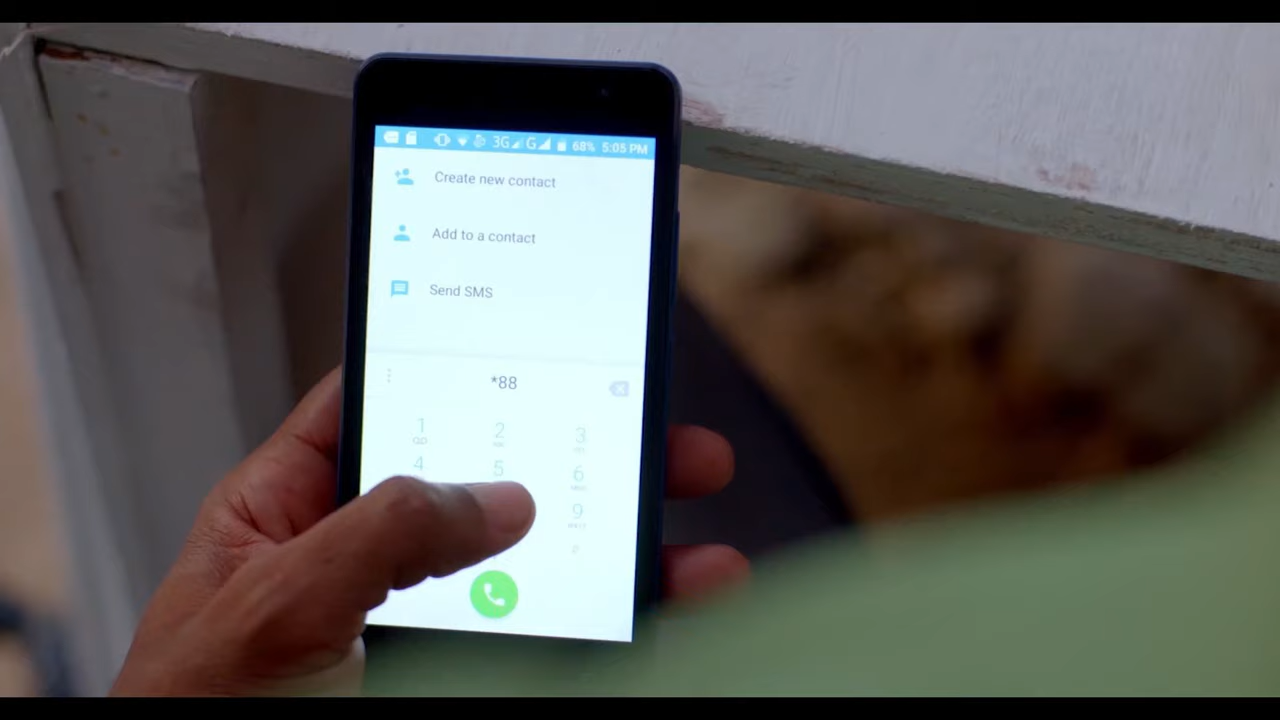 3G G 68% 5:05 PM
Create new contact
Add to a contact
Send SMS
*88
1 2 3
4 5 6
9